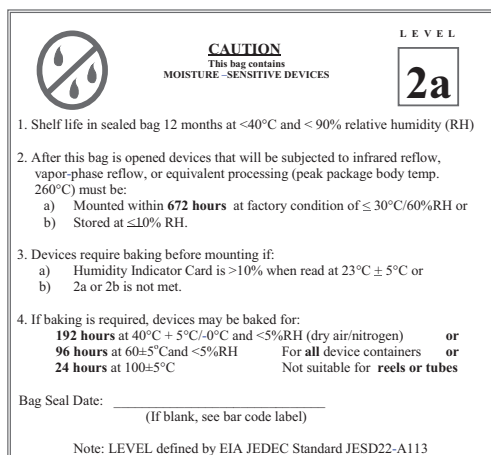 LEVEL
CAUTION
This bag contains
MOISTURE –SENSITIVE DEVICES
2a
1. Shelf life in sealed bag 12 months at <40°C and < 90% relative humidity (RH)
2. After this bag is opened devices that will be subjected to infrared reflow,
vapor-phase reflow, or equivalent processing (peak package body temp.
260°C) must be:
a) Mounted within 672 hours at factory condition of ≤ 30°C/60%RH or
b) Stored at ≤10% RH.
3. Devices require baking before mounting if:
a) Humidity Indicator Card is >10% when read at 23°C ± 5°C or
b) 2a or 2b is not met.
4. If baking is required, devices may be baked for:
192 hours at 40°C + 5°C/-0°C and <5%RH (dry air/nitrogen) or
96 hours at 60±5°Cand <5%RH For all device containers or
24 hours at 100±5°C Not suitable for reels or tubes
Bag Seal Date: ______________________________
(If blank, see bar code label)
Note: LEVEL defined by EIA JEDEC Standard JESD22-A113